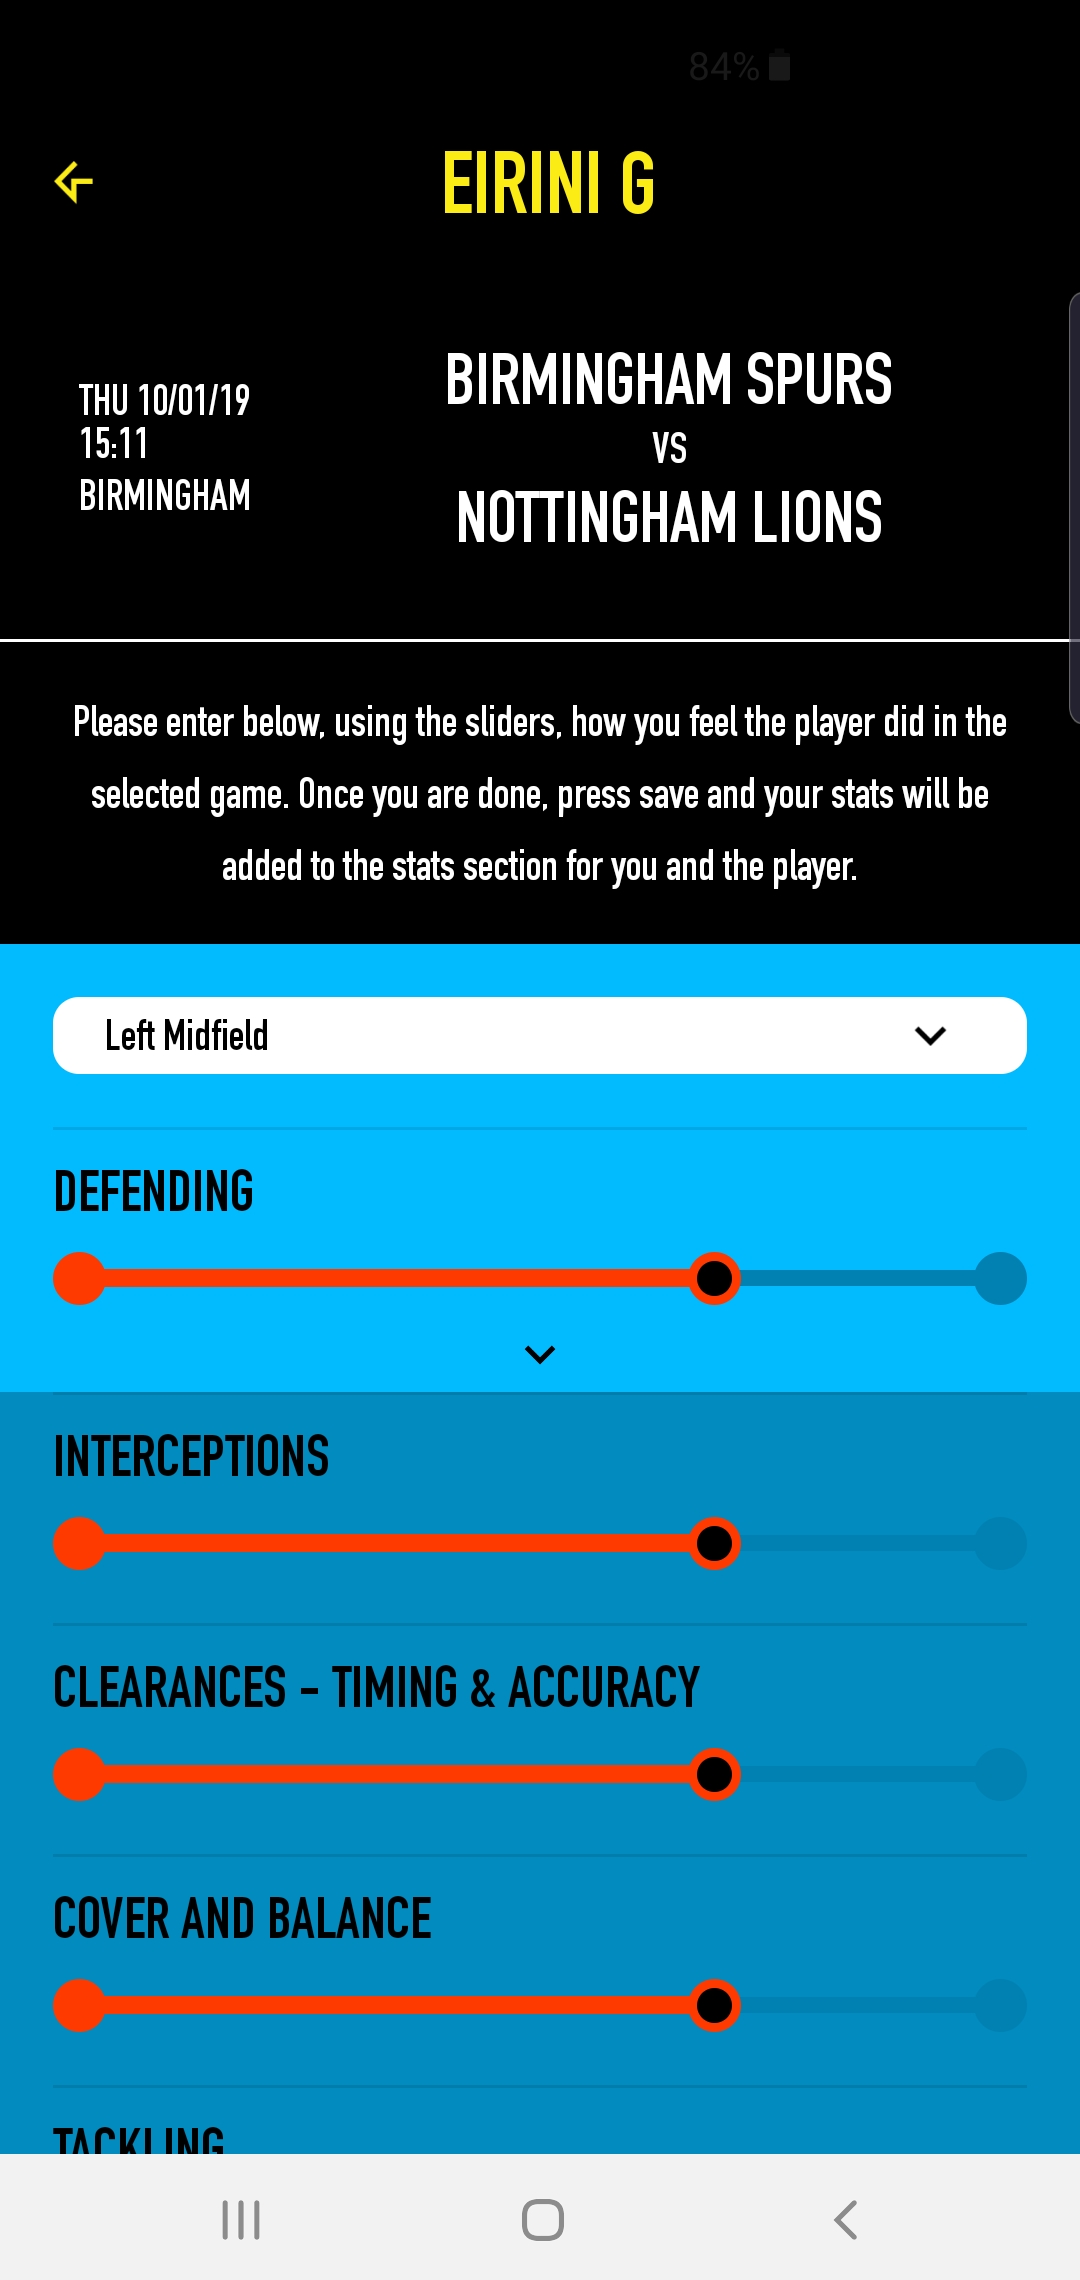 84%
EIRINI G
THU 10/01/19
15:11
BIRMINGHAM
BIRMINGHAM SPURS
VS
NOTTINGHAM LIONS
Please enter below, using the sliders, how you feel the player did in the
selected game. Once you are done, press save and your stats will be
added to the stats section for you and the player.
Left Midfield
DEFENDING
INTERCEPTIONS
CLEARANCES - TIMING & ACCURACY
COVER AND BALANCE
TACKLING